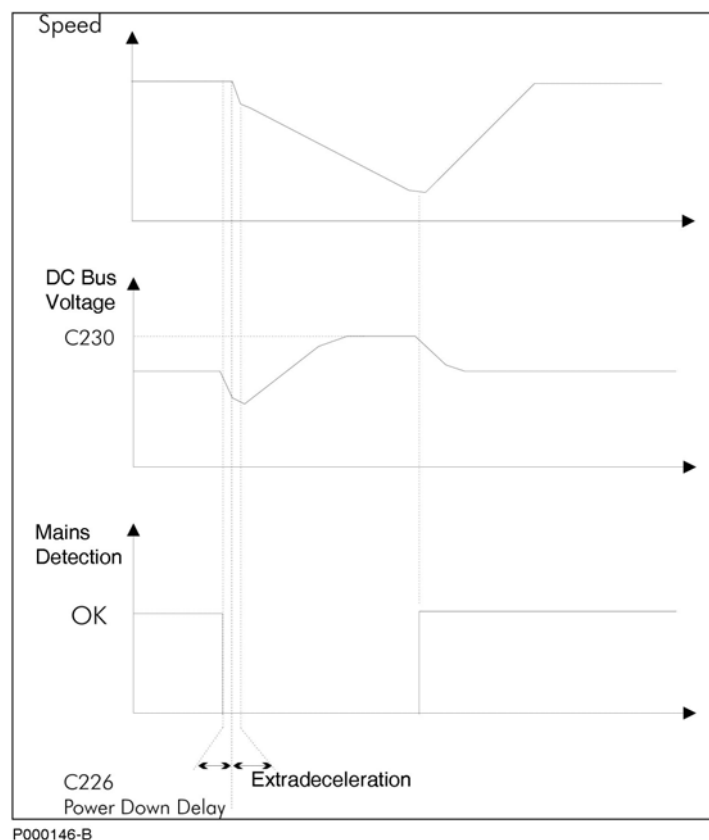 Speed
DC Bus
Voltage
C230
Mains
Detection
OK
C226
Extradeceleration
Power Down Delay
P000146-B